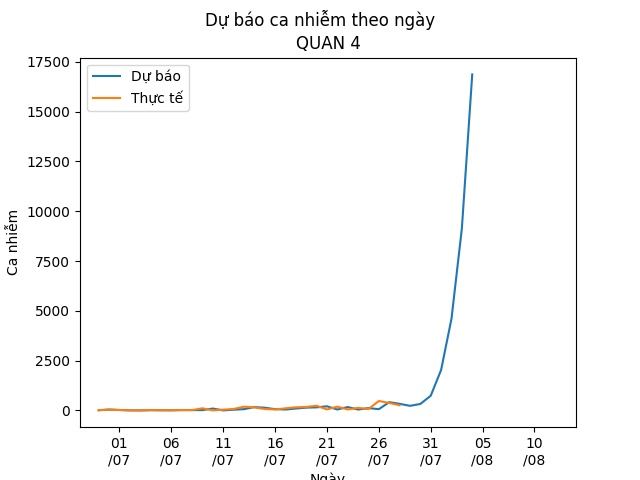 Dự báo ca nhiễm theo ngày
QUAN 4
Dự báo
Thực tế
Ca nhiễm
17500
15000
12500
10000
7500
5000
2500
0
01 06 11 16 21 26 31 05 10
/07 /07 /07 /07 /07 /07 /07 /08 /08
Ngày